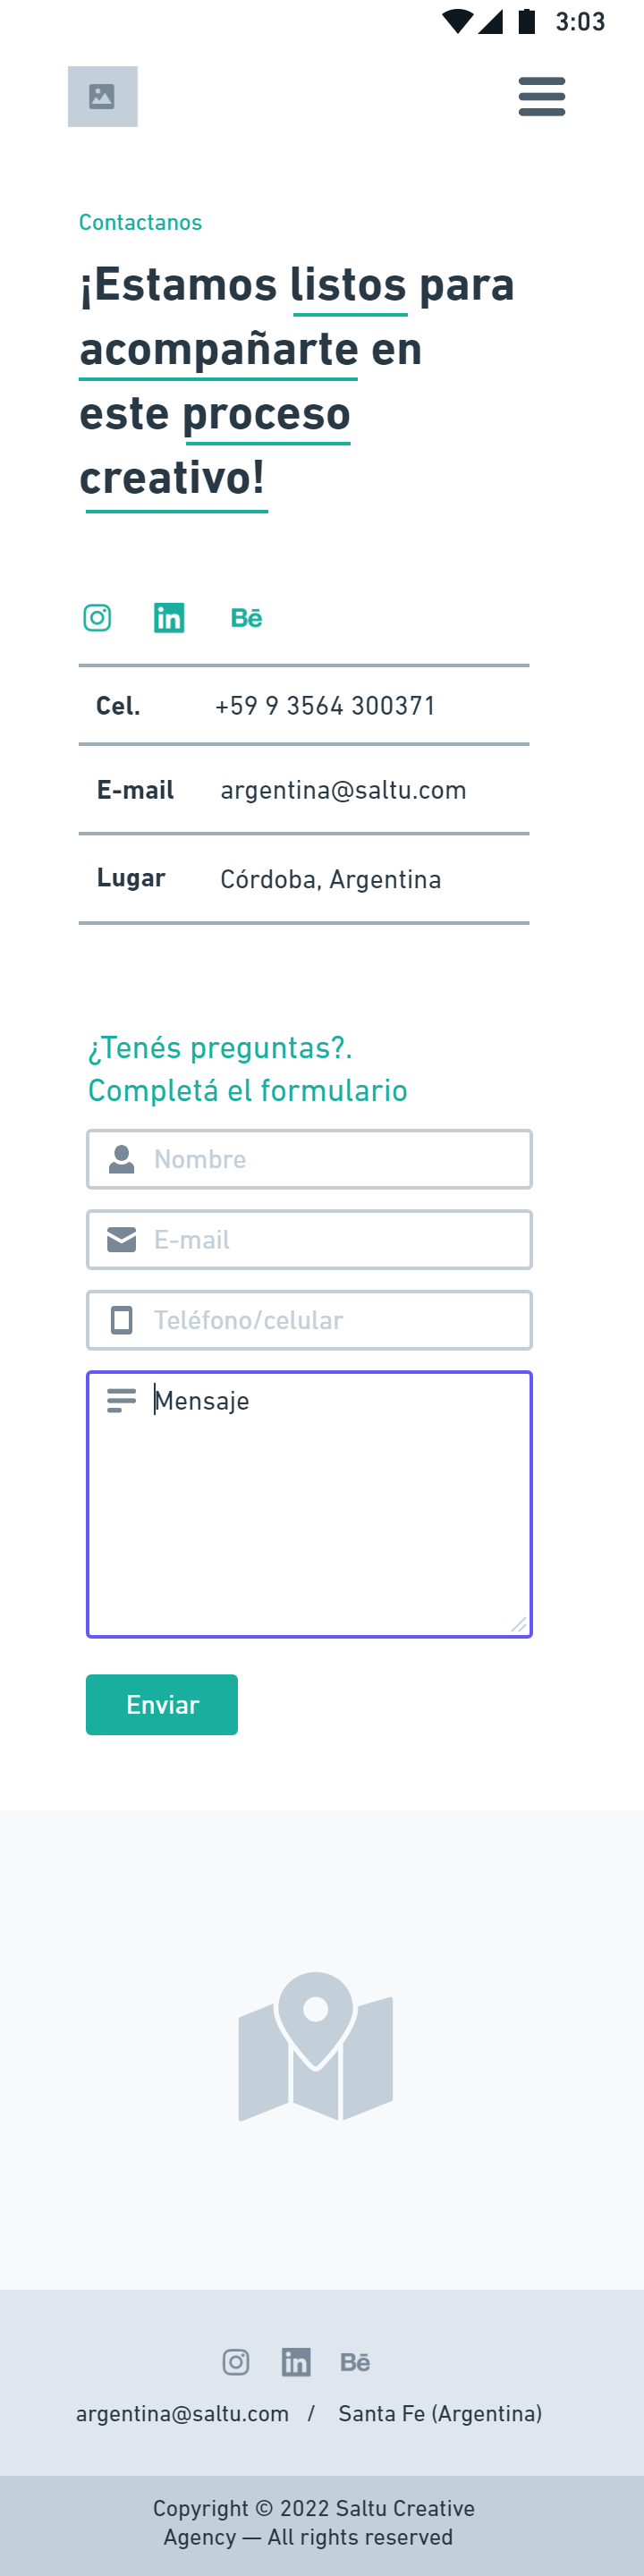 3:03
Contactanos
¡Estamos listos para
acompañarte en
este proceso
creativo!
in Bē
Cel. +59 9 3564 300371
E-mail argentina@saltu.com
Lugar Córdoba, Argentina
¿Tenés preguntas?.
Completá el formulario
Nombre
E-mail
Teléfono/celular
Mensaje
Enviar
in Bē
argentina@saltu.com / Santa Fe (Argentina)
Copyright © 2022 Saltu Creative
Agency — All rights reserved